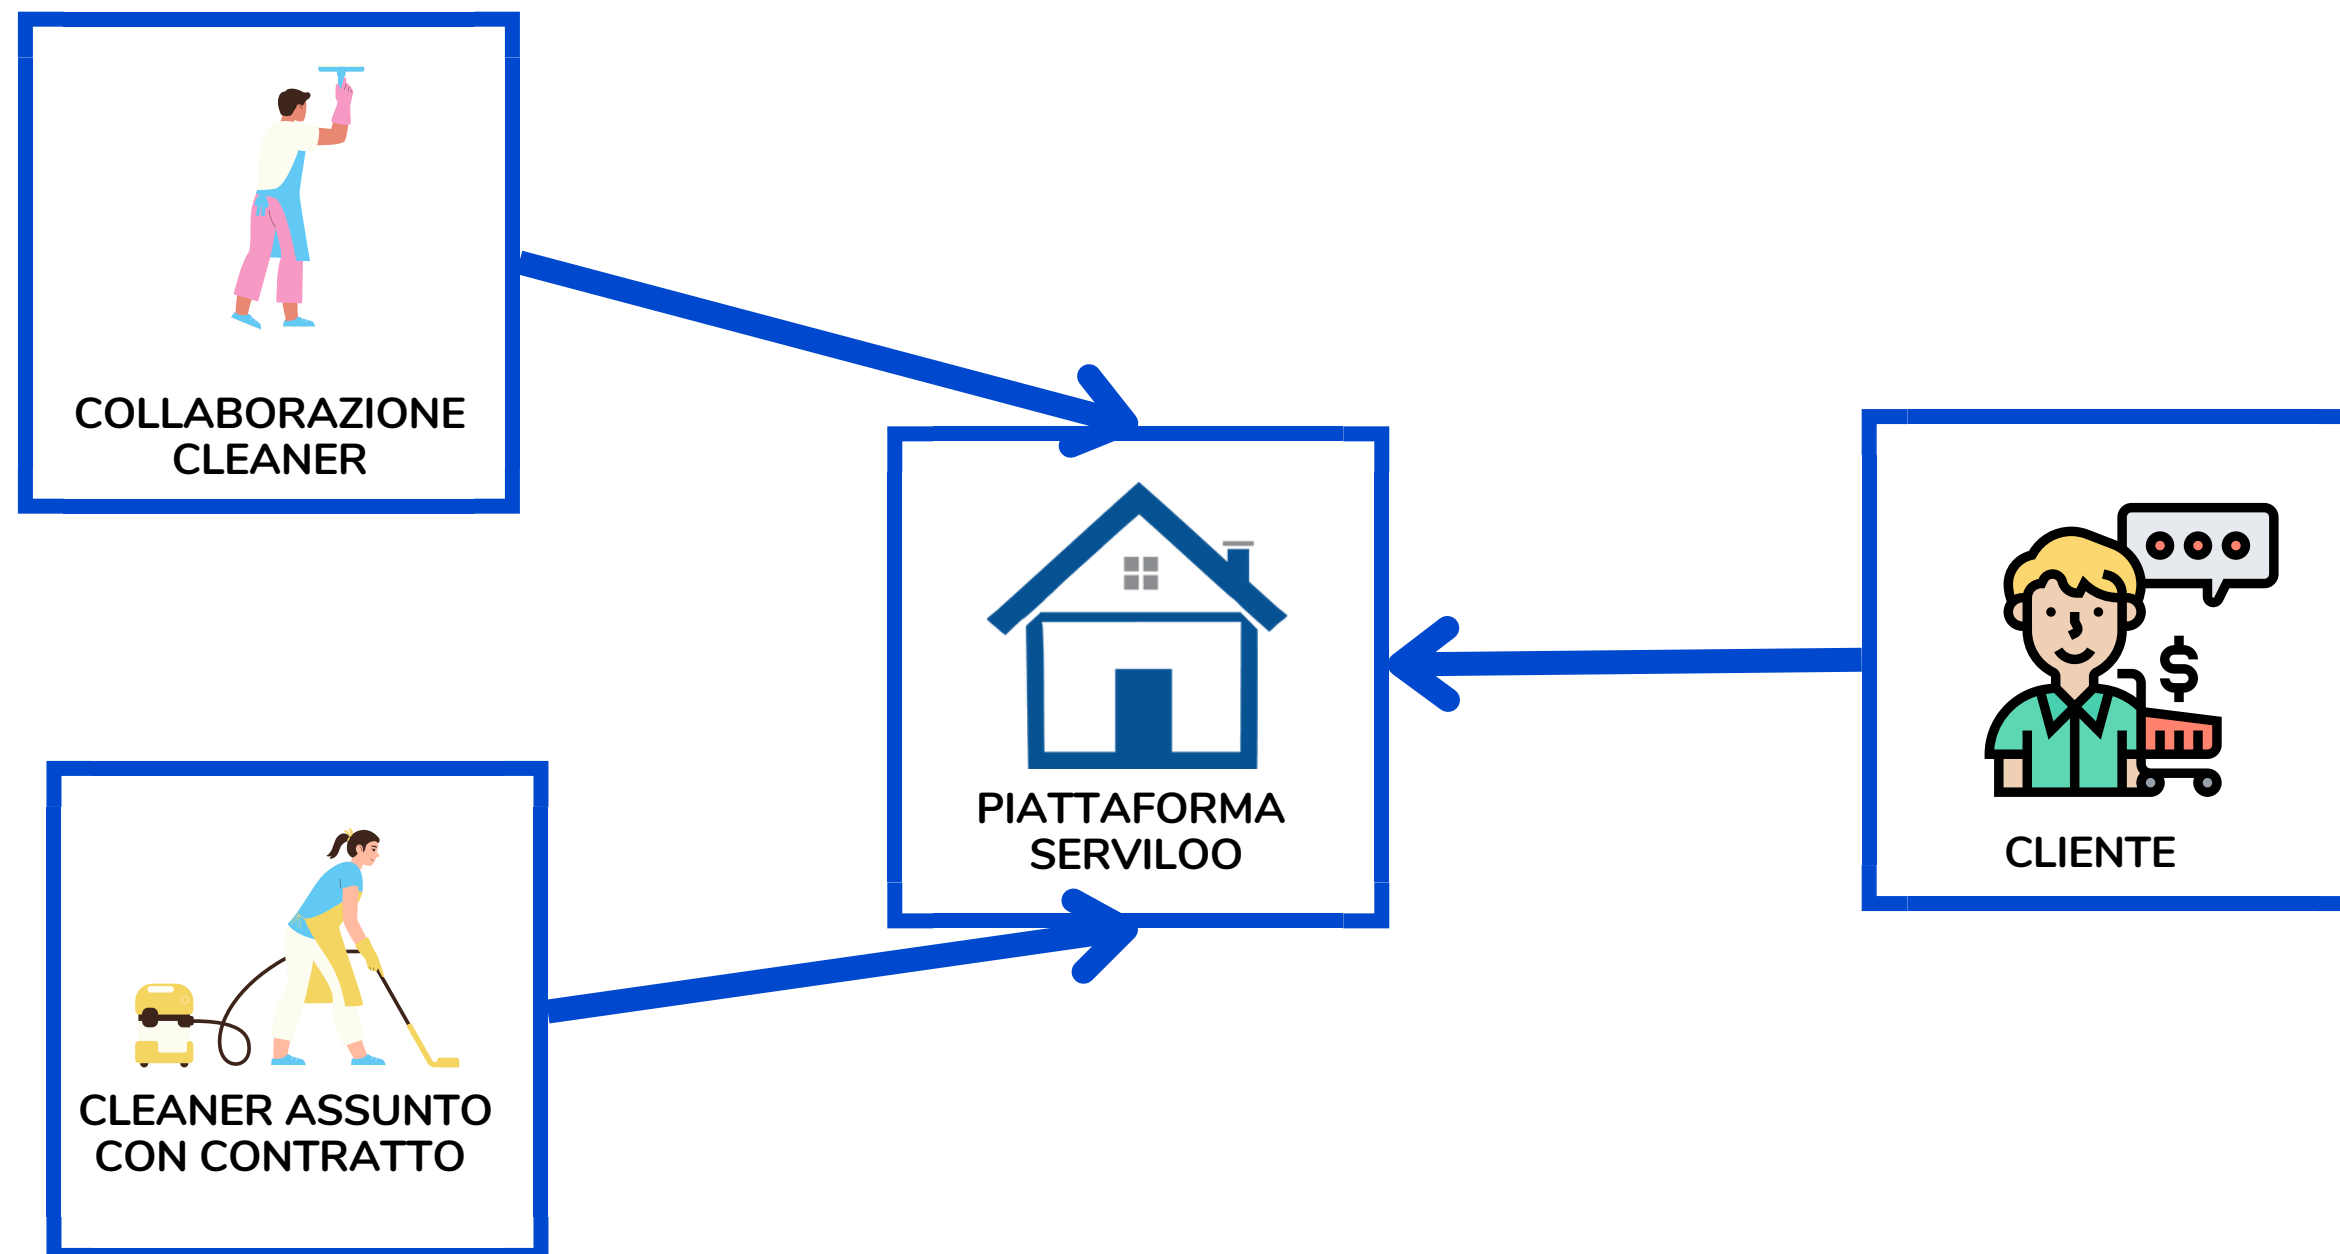 COLLABORAZIONE
CLEANER
PIATTAFORMA
SERVILOO
$
CLIENTE
CLEANER ASSUNTO
CON CONTRATTO